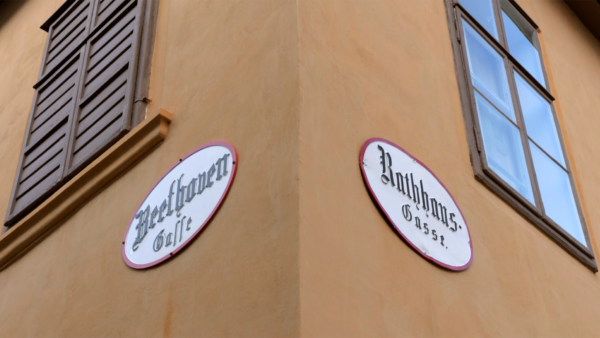 Beethoven
Gasse
Rathhaus-
Gasse.